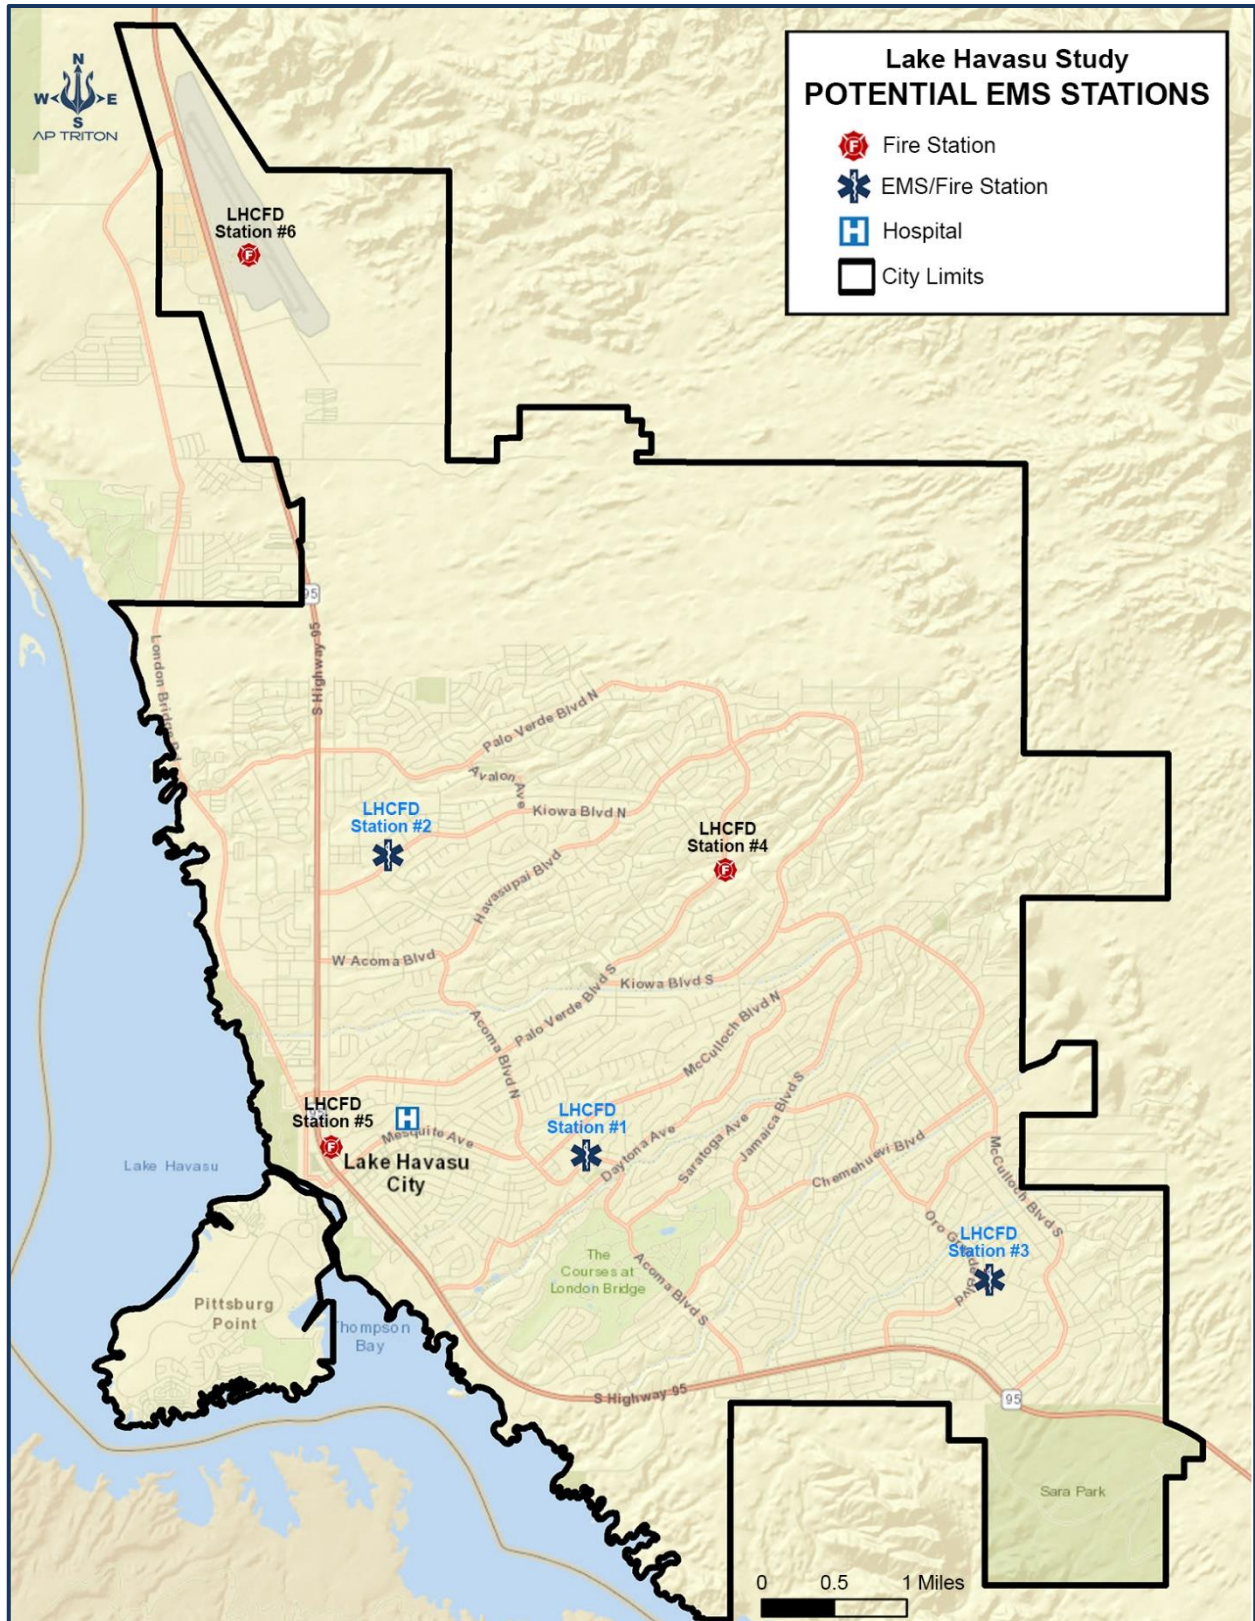 Lake Havasu Study
POTENTIAL EMS STATIONS
F Fire Station
EMS/Fire Station
H Hospital
City Limits
N
W E
S
AP TRITON
LHCFD
Station #6
F
95
London Bridge Rd
S Highway 95
Palo Verde Blvd N
Avalon Ave
Kiowa Blvd N
LHCFD
Station #2
LHCFD
Station #4
F
Havasupai Blvd
W Acoma Blvd
Kiowa Blvd S
Palo Verde Blvd S
Acoma Blvd N
McCulloch Blvd N
LHCFD
Station #5
F
H
Mesquite Ave
Lake Havasu
City
LHCFD
Station #1
Daytona Ave
Saratoga Ave
Jamaica Blvd S
Chemehuevi Blvd
McCulloch Blvd S
Lake Havasu
Oro Grande Blvd
LHCFD
Station #3
The
Courses at
London Bridge
Acoma Blvd S
Pittsburg
Point
Thompson
Bay
S Highway 95
95
Sara Park
0 0.5 1 Miles